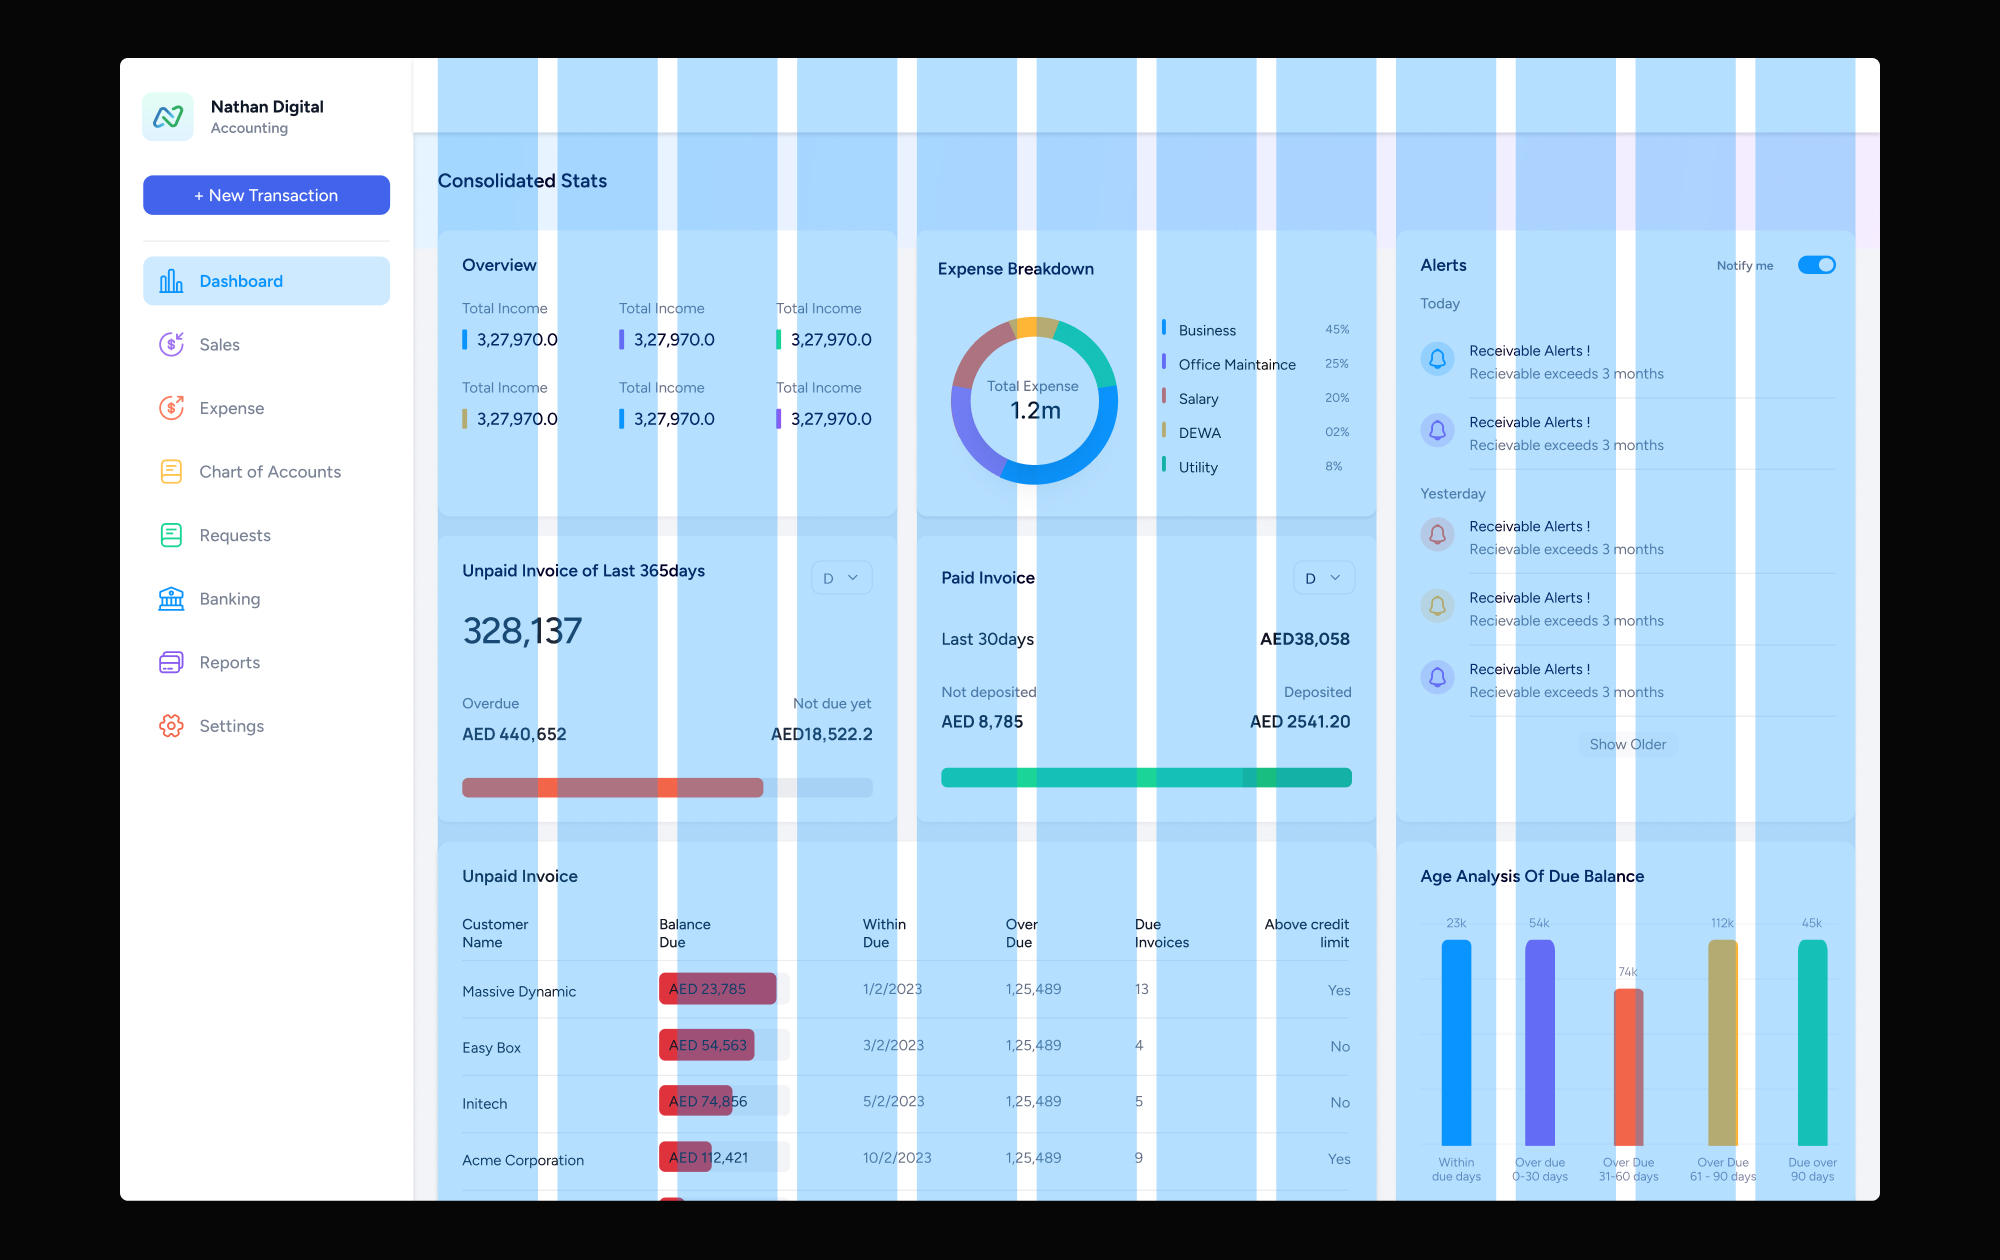 Nathan Digital
Accounting
+ New Transaction
Dashboard
Sales
Expense
Chart of Accounts
Requests
Banking
Reports
Settings
Consolidated Stats
Overview
Total Income Total Income Total Income
3,27,970.0 3,27,970.0 3,27,970.0
Total Income Total Income Total Income
3,27,970.0 3,27,970.0 3,27,970.0
Expense Breakdown
Total Expense
1.2m
Business 45%
Office Maintaince 25%
Salary 20%
DEWA 02%
Utility 8%
Alerts Notify me
Today
Receivable Alerts !
Recievable exceeds 3 months
Receivable Alerts !
Recievable exceeds 3 months
Yesterday
Receivable Alerts !
Recievable exceeds 3 months
Receivable Alerts !
Recievable exceeds 3 months
Receivable Alerts !
Recievable exceeds 3 months
Show Older
Unpaid Invoice of Last 365days D
328,137
Overdue Not due yet
AED 440,652 AED18,522.2
Paid Invoice D
Last 30days AED38,058
Not deposited Deposited
AED 8,785 AED 2541.20
Unpaid Invoice
Customer Balance Within Over Due Above credit
Name Due Due Due Invoices limit
Massive Dynamic AED 23,785 1/2/2023 1,25,489 13 Yes
Easy Box AED 54,563 3/2/2023 1,25,489 4 No
Initech AED 74,856 5/2/2023 1,25,489 5 No
Acme Corporation AED 112,421 10/2/2023 1,25,489 9 Yes
Age Analysis Of Due Balance
23k 54k 74k 112k 45k
Within Over due Over Due Over Due Due over
due days 0-30 days 31-60 days 61 - 90 days 90 days